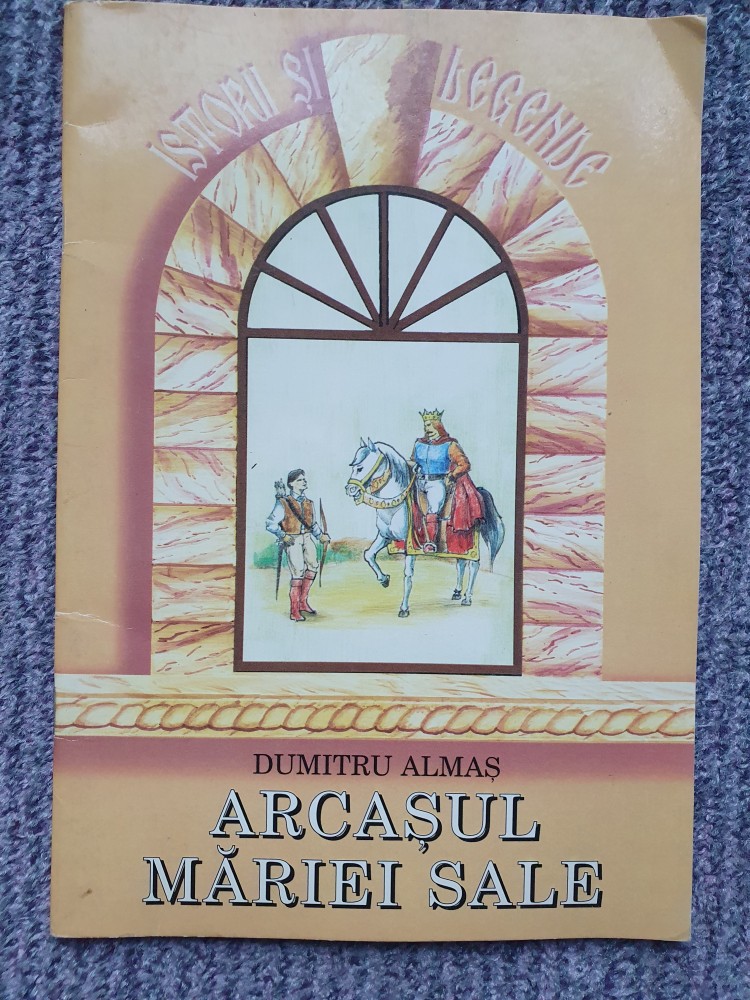 ISTORII ȘI LEGENDE
DUMITRU ALMAȘ
ARCAȘUL
MĂRIEI SALE